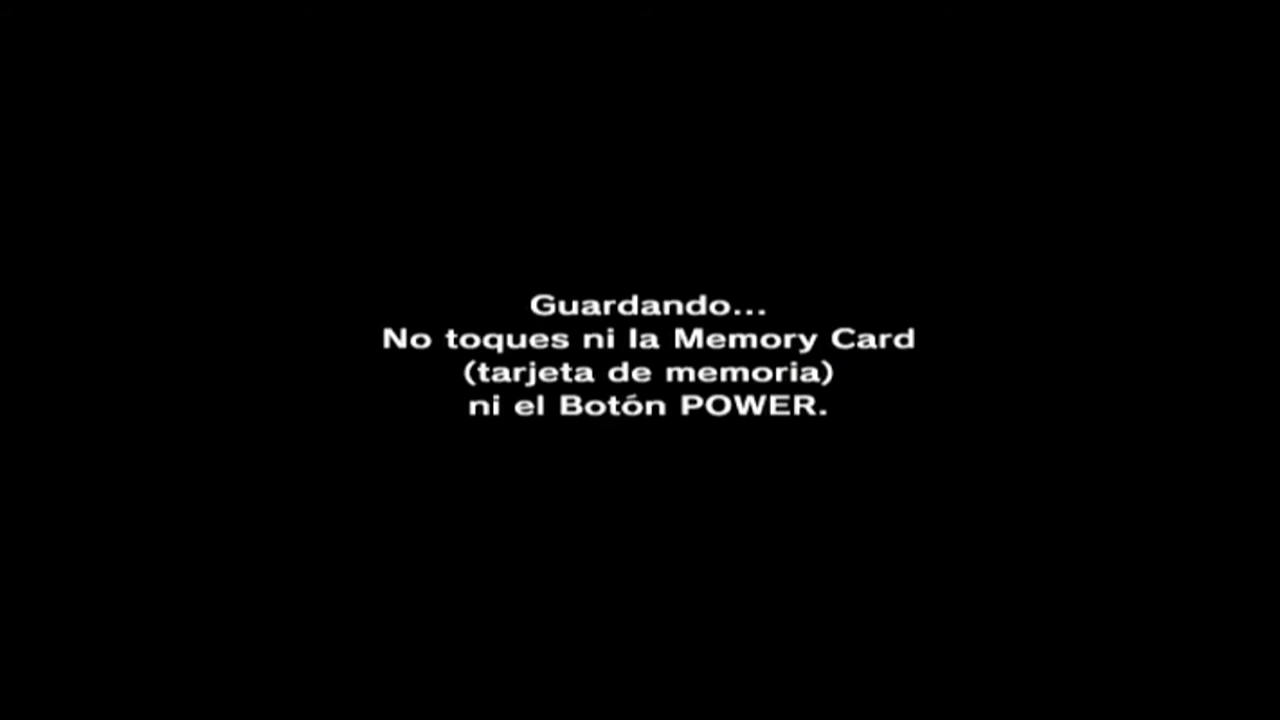 Guardando...
No toques ni la Memory Card
(tarjeta de memoria)
ni el Botón POWER.